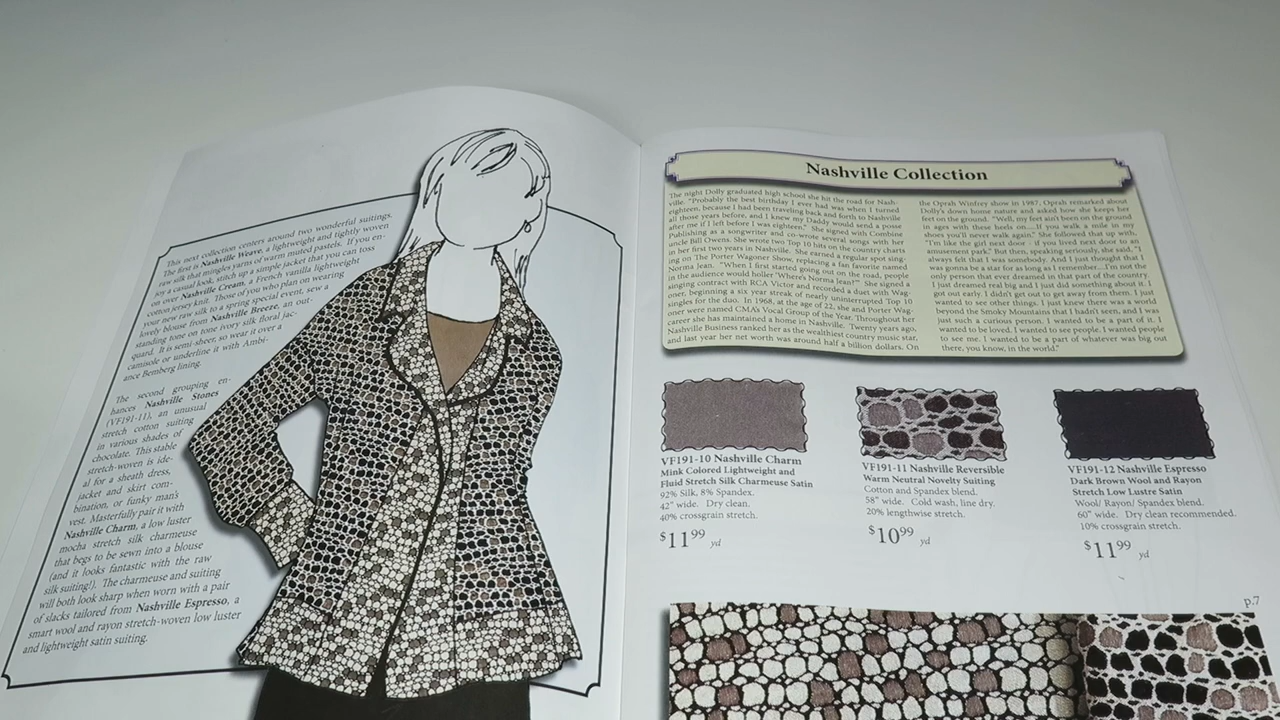 This next collection centers around two wonderful suitings.
The first is Nashville Weave, a lightweight and tightly woven
raw silk that mingles yarns of warm muted pastels. If you en-
joy a casual look, stitch up a simple jacket that you can toss
on over Nashville Cream, a French vanilla lightweight
cotton jersey knit. Those of you who plan on wearing
your raw silk to a spring special event, sew a
lovely blouse from Nashville Breeze, an out-
standing tone on tone ivory silk floral jac-
quard. It is semi-sheer, so wear it over a
camisole or underline it with Ambi-
ance Bemberg lining.
The second grouping en-
hances Nashville Stones
(VF191-11), an unusual
stretch cotton suiting
in various shades of
chocolate. This stable
stretch-woven is ide-
al for a sheath dress,
jacket and skirt com-
bination, or funky man's
vest. Masterfully pair it with
Nashville Charm, a low luster
mocha stretch silk charmeuse
that begs to be sewn into a blouse
(and it looks fantastic with the raw
silk suiting!). The charmeuse and suiting
will both look sharp when worn with a pair
of slacks tailored from Nashville Espresso, a
smart wool and rayon stretch-woven low luster
and lightweight satin suiting.
Nashville Collection
The night Dolly graduated high school she hit the road for Nash-
ville. "Probably the best birthday I ever had was when I turned
eighteen, because I had been traveling back and forth to Nashville
all those years before, and I knew my Daddy would send a posse
after me if I left before I was eighteen." She signed with Combine
Publishing as a songwriter and co-wrote several songs with her
uncle Bill Owens. She wrote two Top 10 hits on the country charts
in her first two years in Nashville. She earned a regular spot sing-
ing on The Porter Wagoner Show, replacing a fan favorite named
Norma Jean. "When I first started going out on the road, people
in the audience would holler 'Where's Norma Jean?'" She signed a
singing contract with RCA Victor and recorded a duet with Wag-
oner, beginning a six year streak of nearly uninterrupted Top 10
singles for the duo. In 1968, at the age of 22, she and Porter Wag-
oner were named CMA's Vocal Group of the Year. Throughout her
career she has maintained a home in Nashville. Twenty years ago,
Nashville Business ranked her as the wealthiest country music star,
and last year her net worth was around half a billion dollars. On
the Oprah Winfrey show in 1987, Oprah remarked about
Dolly's down home nature and asked how she keeps her
feet on the ground. "Well, my feet ain't been on the ground
in ages with these heels on....If you walk a mile in my
shoes you'll never walk again." She followed that up with,
"I'm like the girl next door - if you lived next door to an
amusement park." But then, speaking seriously, she said, "I
always felt that I was somebody. And I just thought that I
was gonna be a star for as long as I remember...I'm not the
only person that ever dreamed in that part of the country.
I just dreamed real big and I just did something about it. I
got out early. I didn't get out to get away from them. I just
wanted to see other things. I just knew there was a world
beyond the Smoky Mountains that I hadn't seen, and I was
just such a curious person. I wanted to be a part of it. I
wanted to be loved. I wanted to see people. I wanted people
to see me. I wanted to be a part of whatever was big out
there, you know, in the world."
VF191-10 Nashville Charm
Mink Colored Lightweight and
Fluid Stretch Silk Charmeuse Satin
92% Silk, 8% Spandex.
42" wide. Dry clean.
40% crossgrain stretch.
$11.99 yd
VF191-11 Nashville Reversible
Warm Neutral Novelty Suiting
Cotton and Spandex blend.
58" wide. Cold wash, line dry.
20% lengthwise stretch.
$10.99 yd
VF191-12 Nashville Espresso
Dark Brown Wool and Rayon
Stretch Low Lustre Satin
Wool/ Rayon/ Spandex blend.
60" wide. Dry clean recommended.
10% crossgrain stretch.
$11.99 yd
p.7